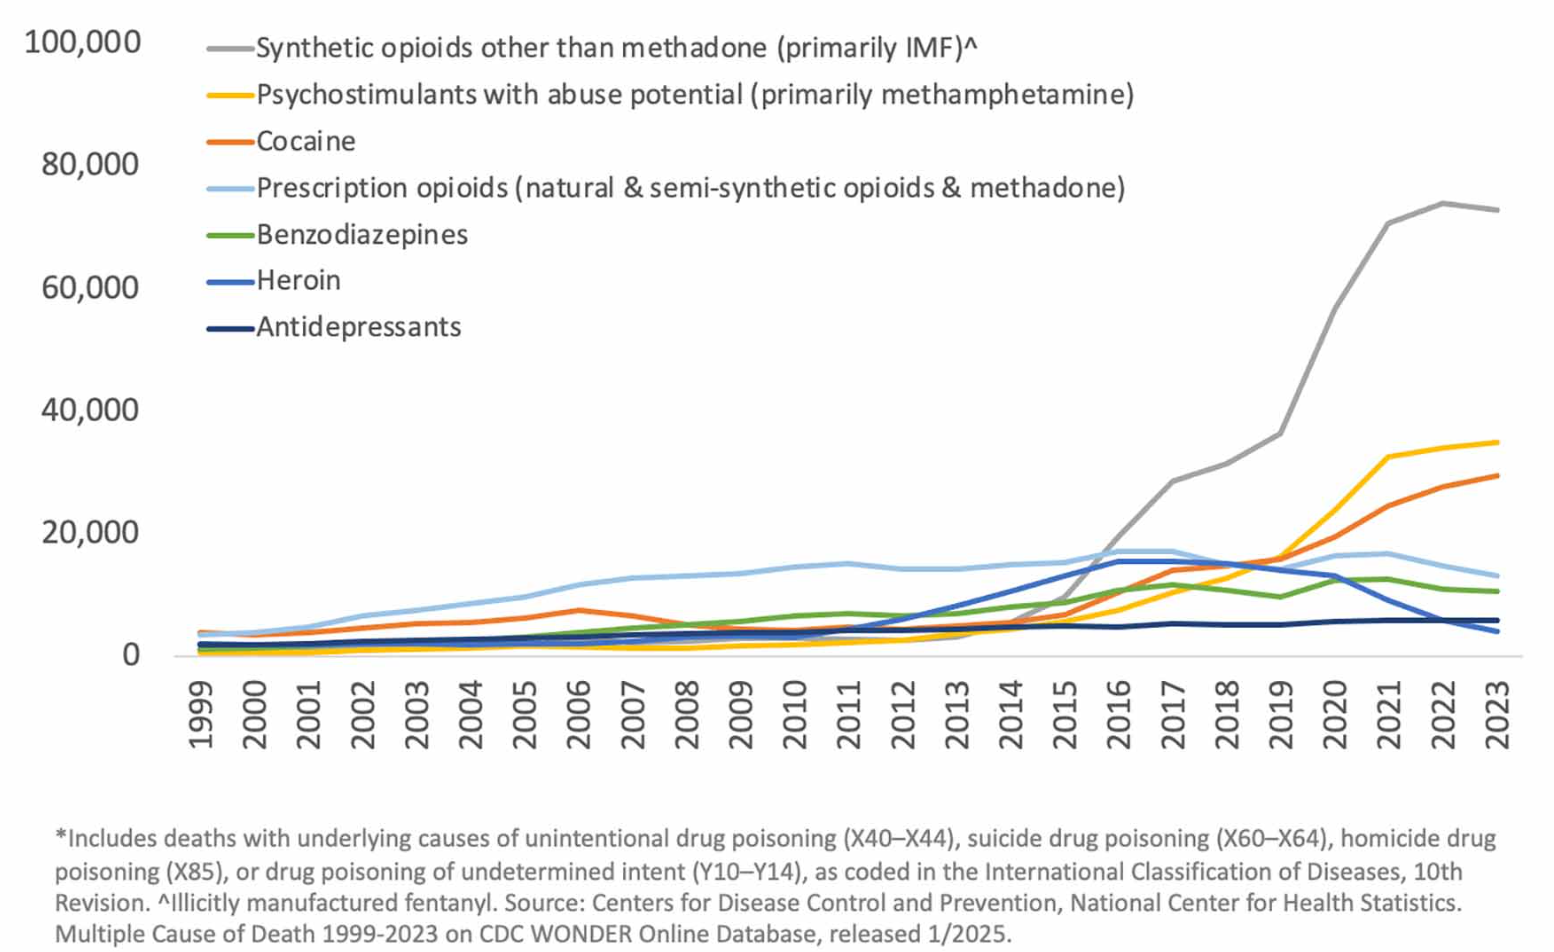 100,000
80,000
60,000
40,000
20,000
0
Synthetic opioids other than methadone (primarily IMF)^
Psychostimulants with abuse potential (primarily methamphetamine)
Cocaine
Prescription opioids (natural & semi-synthetic opioids & methadone)
Benzodiazepines
Heroin
Antidepressants
1999
2000
2001
2002
2003
2004
2005
2006
2007
2008
2009
2010
2011
2012
2013
2014
2015
2016
2017
2018
2019
2020
2021
2022
2023
*Includes deaths with underlying causes of unintentional drug poisoning (X40–X44), suicide drug poisoning (X60–X64), homicide drug
poisoning (X85), or drug poisoning of undetermined intent (Y10–Y14), as coded in the International Classification of Diseases, 10th
Revision. ^Illicitly manufactured fentanyl. Source: Centers for Disease Control and Prevention, National Center for Health Statistics.
Multiple Cause of Death 1999-2023 on CDC WONDER Online Database, released 1/2025.